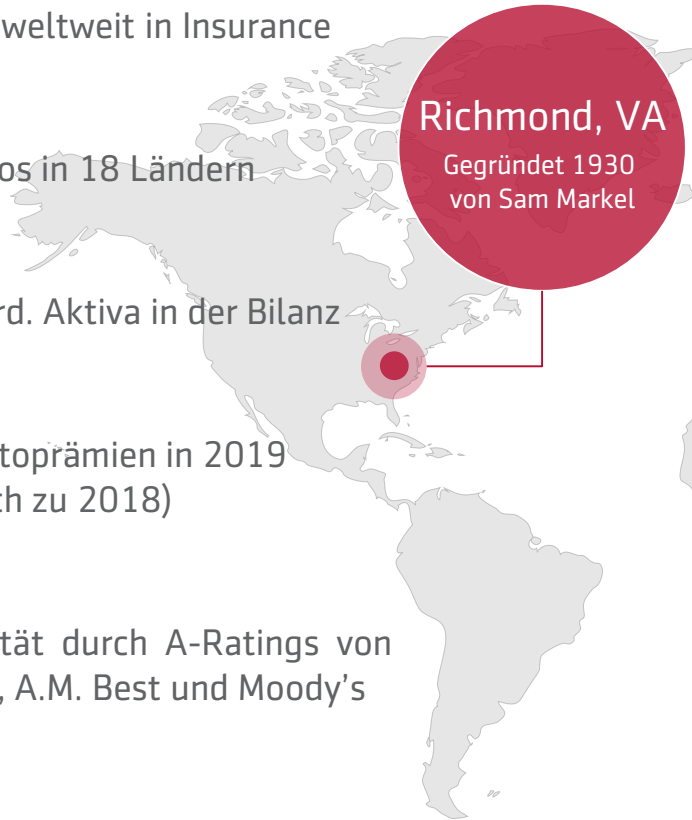 weltweit in Insurance
Richmond, VA
Gegründet 1930
von Sam Markel
os in 18 Ländern
rd. Aktiva in der Bilanz
toprämien in 2019
h zu 2018)
tät durch A-Ratings von
, A.M. Best und Moody's